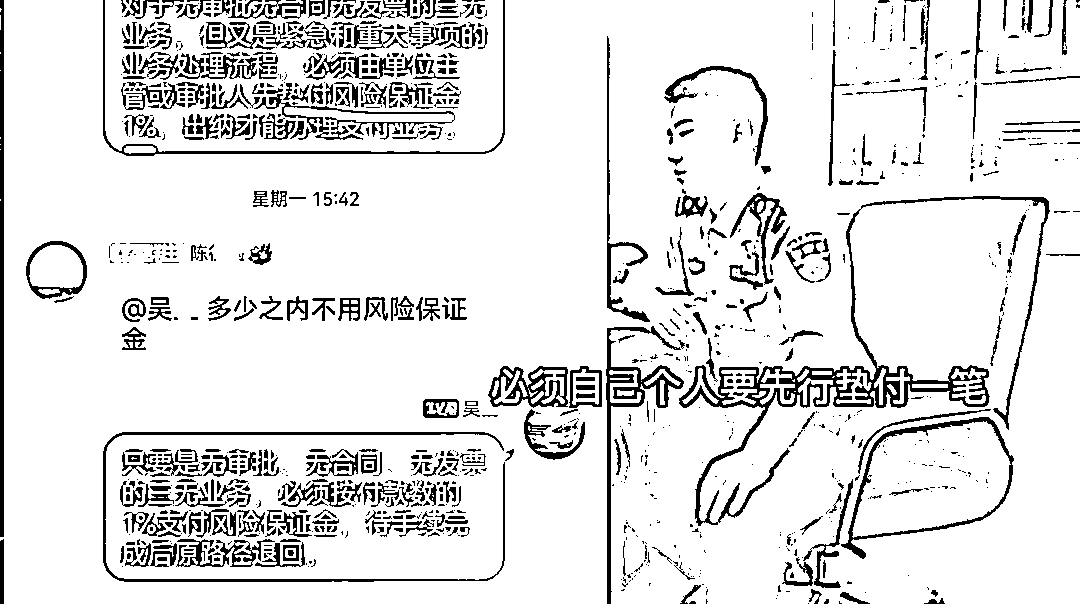 对于无审批无合同无发票的三无
业务，但又是紧急和重大事项的
业务处理流程，必须由单位主
管或审批人先垫付风险保证金
1%，出纳才能办理支付业务。
星期一 15:42
陈
@吴 多少之内不用风险保证
金
必须自己个人要先行垫付一笔
吴
只要是无审批、无合同、无发票
的三无业务，必须按付款数的
1%支付风险保证金，待手续完
成后原路径退回。